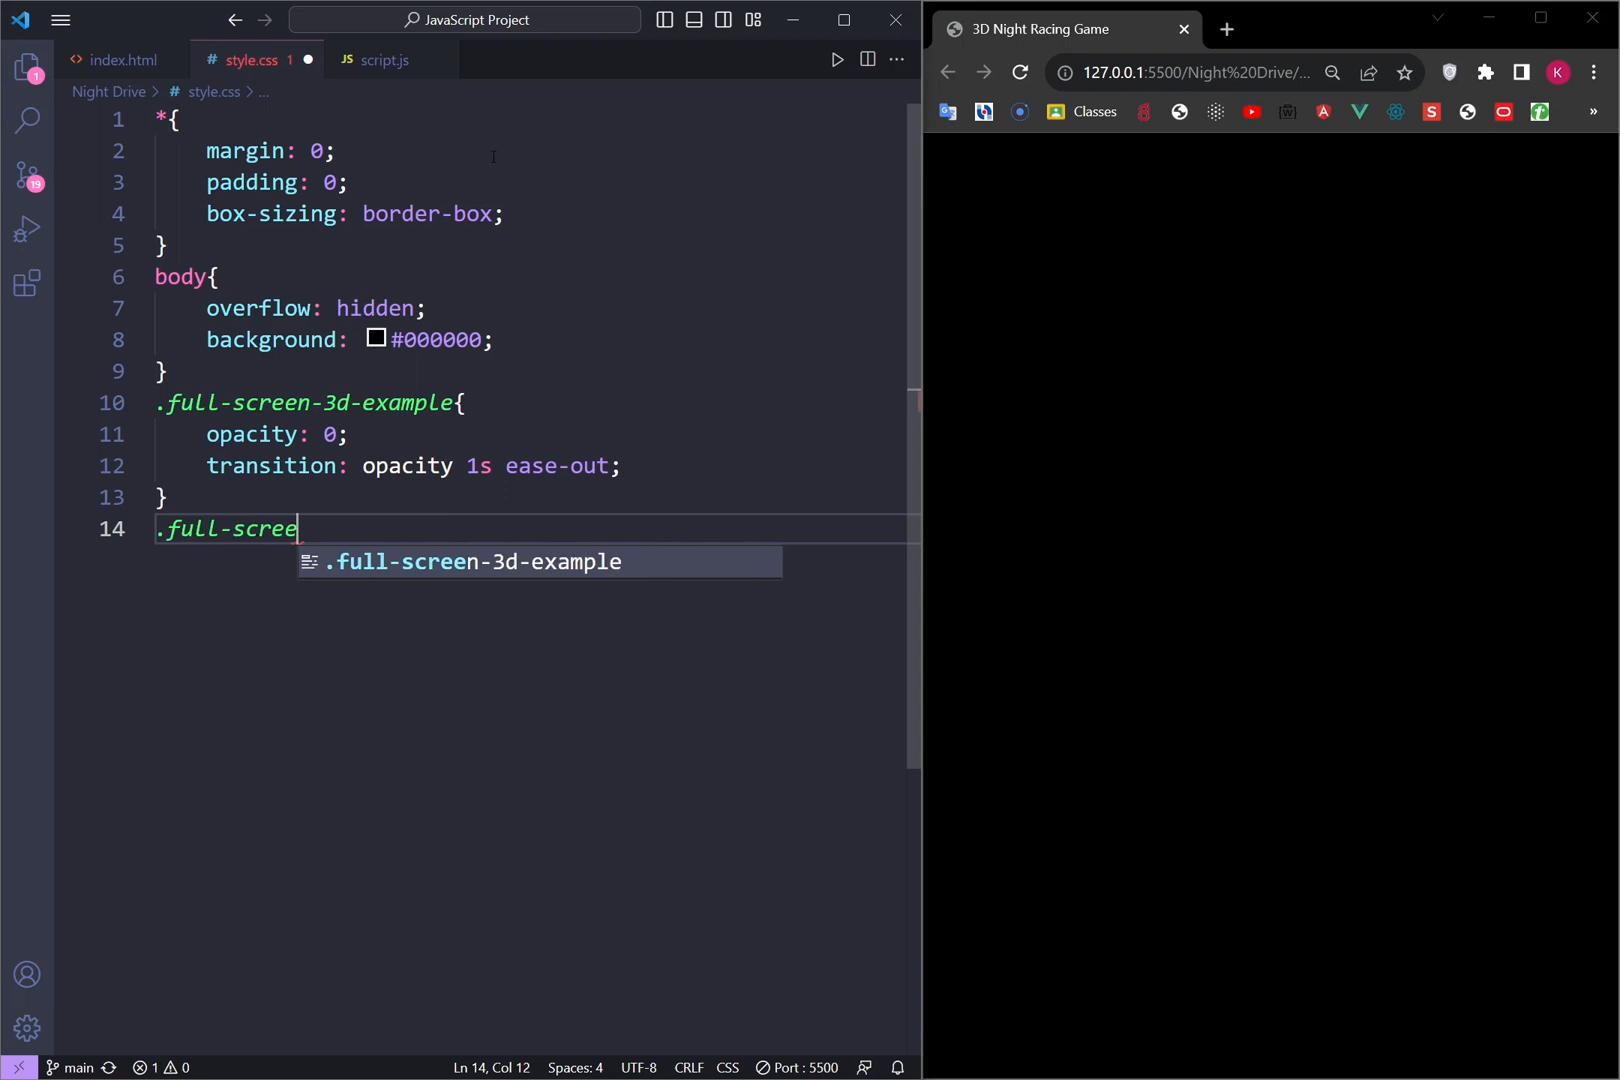 JavaScript Project
index.html
# style.css 1
JS script.js
Night Drive > # style.css > ...
1 *{
2 margin: 0;
3 padding: 0;
4 box-sizing: border-box;
5 }
6 body{
7 overflow: hidden;
8 background: #000000;
9 }
10 .full-screen-3d-example{
11 opacity: 0;
12 transition: opacity 1s ease-out;
13 }
14 .full-scree
.full-screen-3d-example
1
19
main
1 0
Ln 14, Col 12
Spaces: 4
UTF-8
CRLF
CSS
Port : 5500
3D Night Racing Game
127.0.0.1:5500/Night%20Drive/...
K
Classes
W
A
S
»